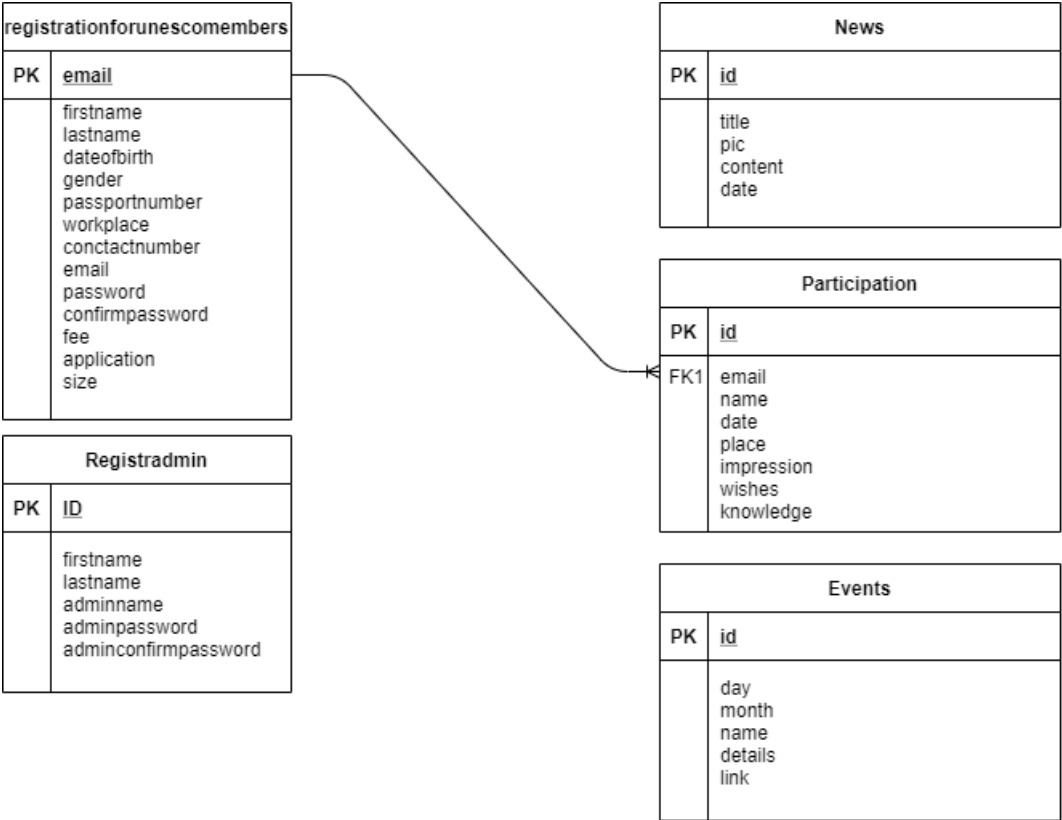 registrationforunescomembers
PK email
firstname
lastname
dateofbirth
gender
passportnumber
workplace
conctactnumber
email
password
confirmpassword
fee
application
size
Registradmin
PK ID
firstname
lastname
adminname
adminpassword
adminconfirmpassword
News
PK id
title
pic
content
date
Participation
PK id
FK1 email
name
date
place
impression
wishes
knowledge
Events
PK id
day
month
name
details
link